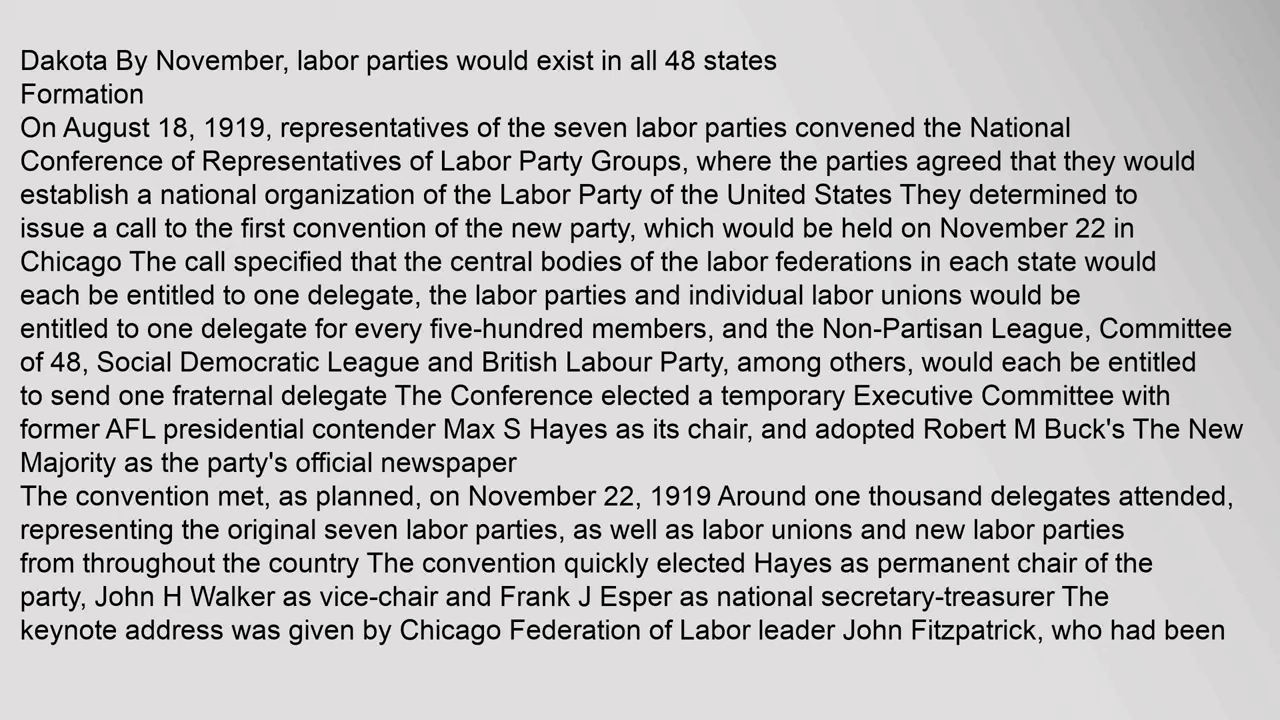 Dakota By November, labor parties would exist in all 48 states
Formation
On August 18, 1919, representatives of the seven labor parties convened the National
Conference of Representatives of Labor Party Groups, where the parties agreed that they would
establish a national organization of the Labor Party of the United States They determined to
issue a call to the first convention of the new party, which would be held on November 22 in
Chicago The call specified that the central bodies of the labor federations in each state would
each be entitled to one delegate, the labor parties and individual labor unions would be
entitled to one delegate for every five-hundred members, and the Non-Partisan League, Committee
of 48, Social Democratic League and British Labour Party, among others, would each be entitled
to send one fraternal delegate The Conference elected a temporary Executive Committee with
former AFL presidential contender Max S Hayes as its chair, and adopted Robert M Buck's The New
Majority as the party's official newspaper
The convention met, as planned, on November 22, 1919 Around one thousand delegates attended,
representing the original seven labor parties, as well as labor unions and new labor parties
from throughout the country The convention quickly elected Hayes as permanent chair of the
party, John H Walker as vice-chair and Frank J Esper as national secretary-treasurer The
keynote address was given by Chicago Federation of Labor leader John Fitzpatrick, who had been